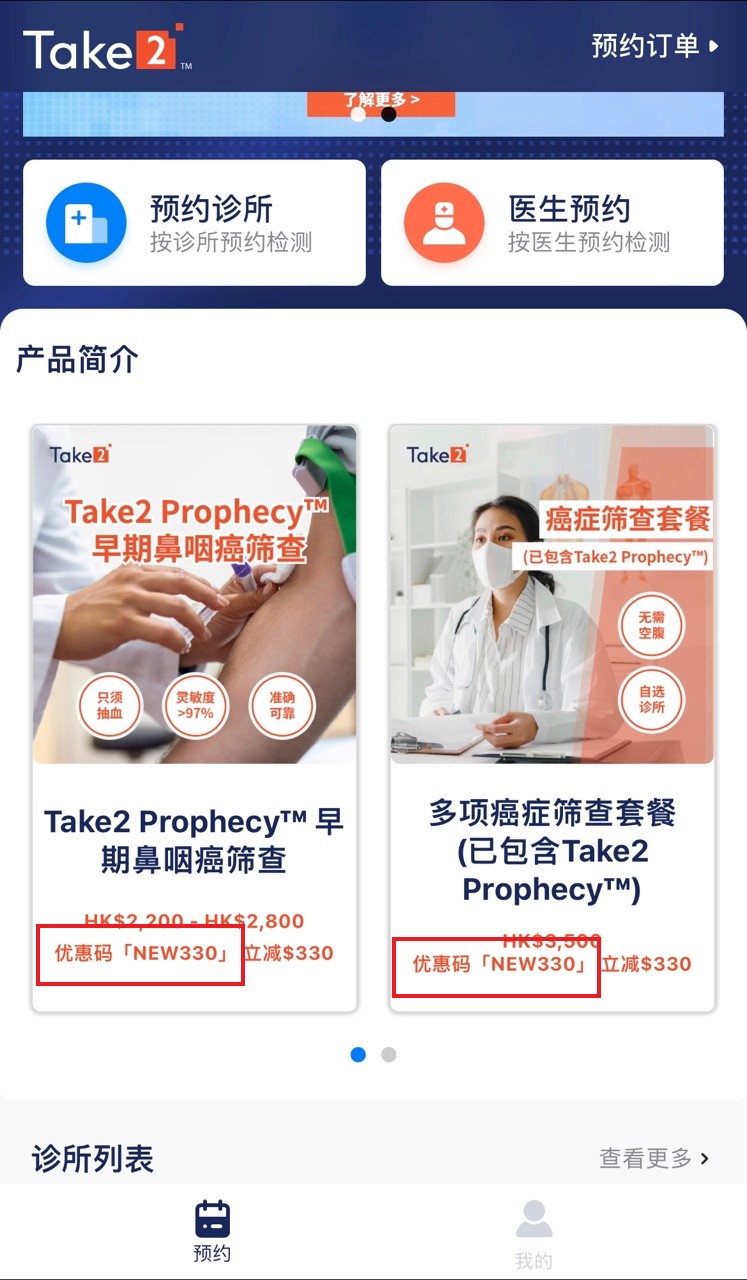 Take2™
预约订单
了解更多 >
预约诊所
按诊所预约检测
医生预约
按医生预约检测
产品简介
Take2
Take2 Prophecy™
早期鼻咽癌筛查
只须
抽血
灵敏度
>97%
准确
可靠
Take2 Prophecy™ 早
期鼻咽癌筛查
HK$2,200 - HK$2,800
优惠码「NEW330」立减$330
Take2
癌症筛查套餐
(已包含Take2 Prophecy™)
无需
空腹
自选
诊所
多项癌症筛查套餐
(已包含Take2
Prophecy™)
HK$3,500
优惠码「NEW330」立减$330
诊所列表
查看更多
预约
我的